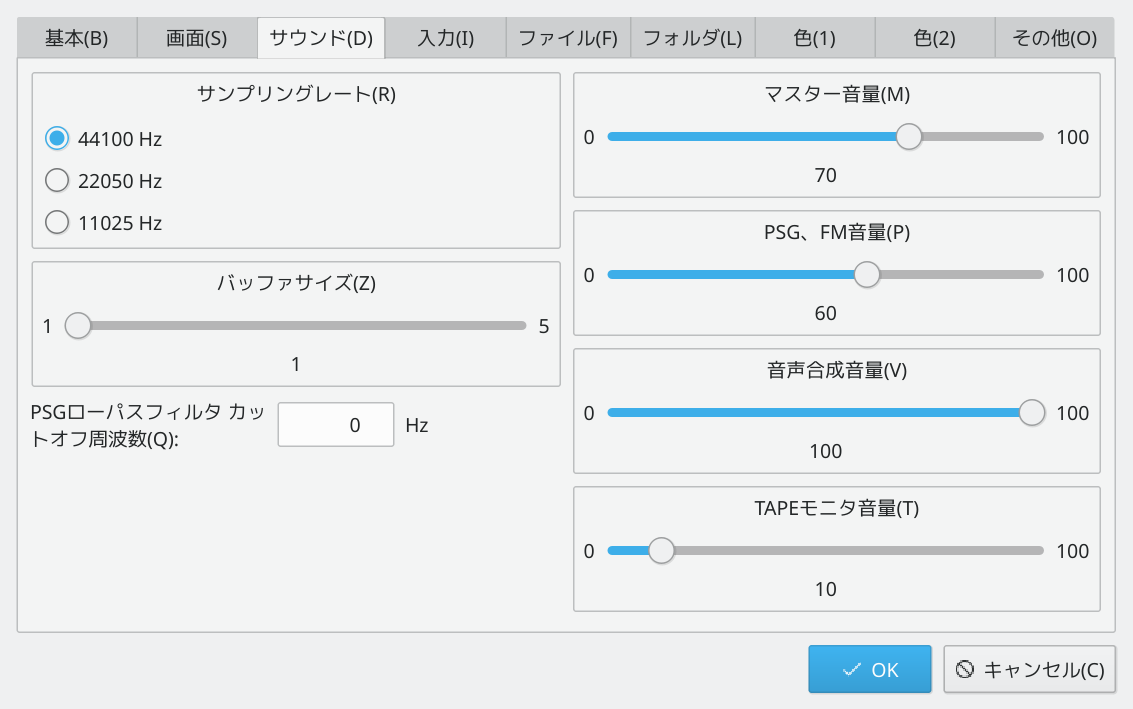 基本(B) 画面(S) サウンド(D) 入力(I) ファイル(F) フォルダ(L) 色(1) 色(2) その他(O)
サンプリングレート(R)
44100 Hz
22050 Hz
11025 Hz
バッファサイズ(Z)
1 5
1
PSGローパスフィルタ カッ
トオフ周波数(Q):
0 Hz
マスター音量(M)
0 100
70
PSG、FM音量(P)
0 100
60
音声合成音量(V)
0 100
100
TAPEモニタ音量(T)
0 100
10
OK キャンセル(C)